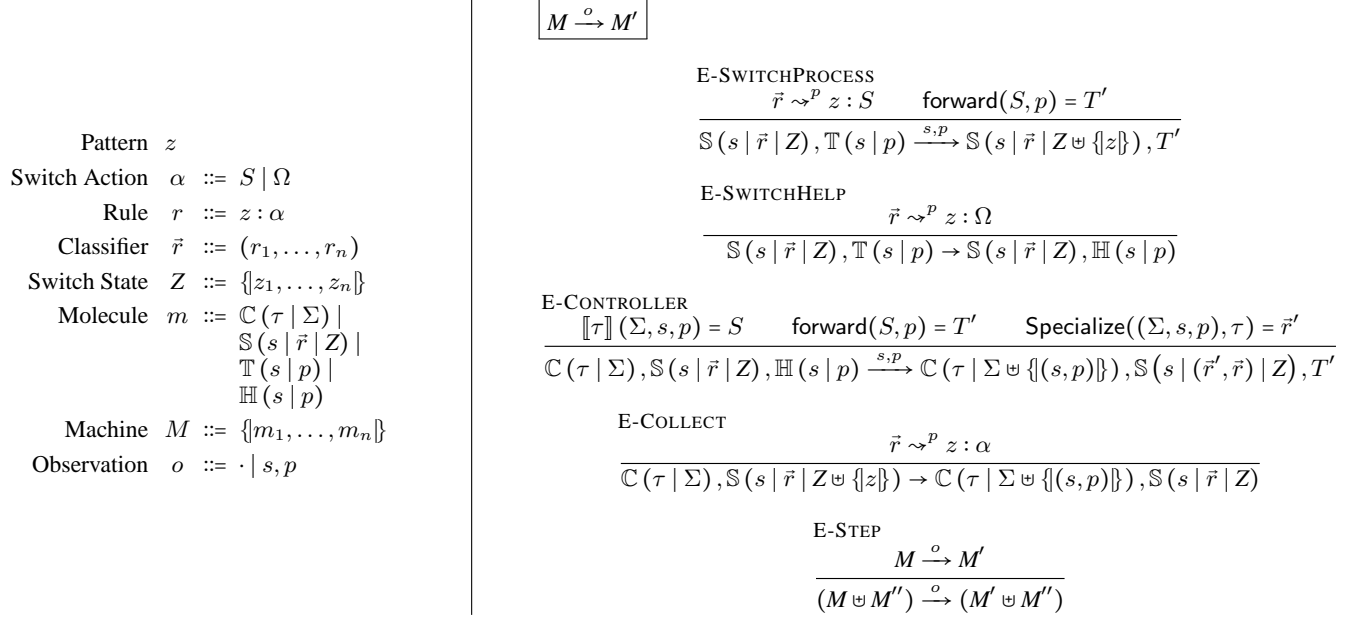 Pattern z
Switch Action α ::= S | Ω
Rule r ::= z : α
Classifier r⃗ ::= (r₁, . . . , rₙ)
Switch State Z ::= {|z₁, . . . , zₙ|}
Molecule m ::= ℂ (τ | Σ) |
𝕊 (s | r⃗ | Z) |
𝕋 (s | p) |
ℍ (s | p)
Machine M ::= {|m₁, . . . , mₙ|}
Observation o ::= · | s, p
M —o→ M′
E-SWITCHPROCESS
r⃗ ⇝ᵖ z : S forward(S, p) = T′
𝕊 (s | r⃗ | Z) , 𝕋 (s | p) —s,p→ 𝕊 (s | r⃗ | Z ⊎ {|z|}) , T′
E-SWITCHHELP
r⃗ ⇝ᵖ z : Ω
𝕊 (s | r⃗ | Z) , 𝕋 (s | p) → 𝕊 (s | r⃗ | Z) , ℍ (s | p)
E-CONTROLLER
⟦τ⟧ (Σ, s, p) = S forward(S, p) = T′ Specialize((Σ, s, p), τ) = r⃗′
ℂ (τ | Σ) , 𝕊 (s | r⃗ | Z) , ℍ (s | p) —s,p→ ℂ (τ | Σ ⊎ {|(s, p)|}) , 𝕊 (s | (r⃗′, r⃗) | Z) , T′
E-COLLECT
r⃗ ⇝ᵖ z : α
ℂ (τ | Σ) , 𝕊 (s | r⃗ | Z ⊎ {|z|}) → ℂ (τ | Σ ⊎ {|(s, p)|}) , 𝕊 (s | r⃗ | Z)
E-STEP
M —o→ M′
(M ⊎ M″) —o→ (M′ ⊎ M″)